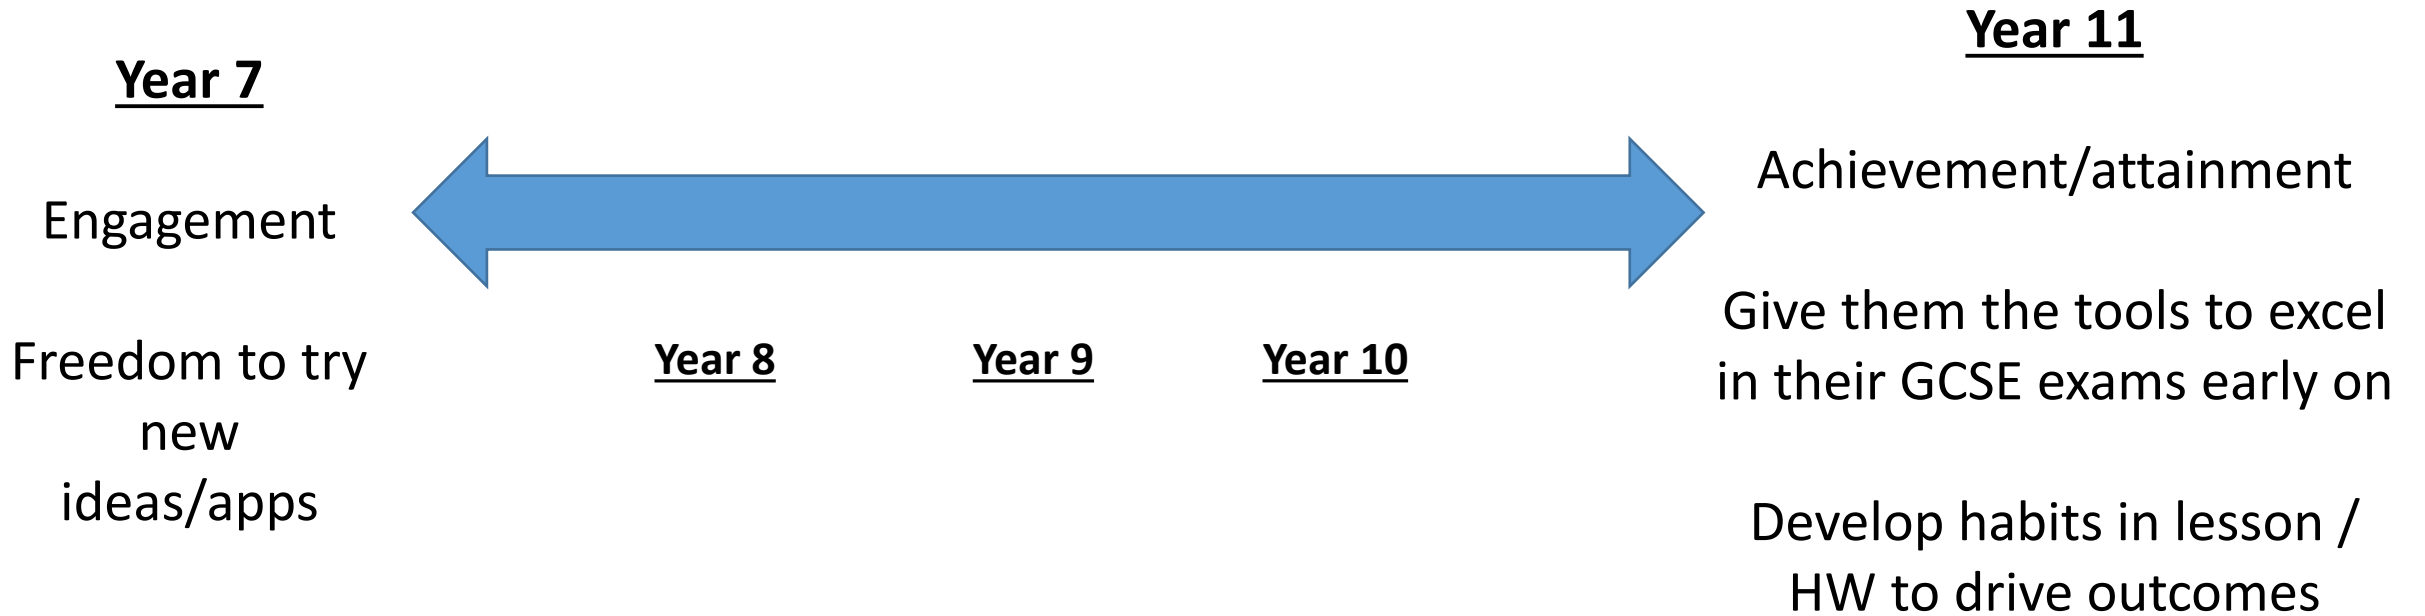 Year 7
Engagement
Freedom to try
new
ideas/apps
Year 8
Year 9
Year 10
Year 11
Achievement/attainment
Give them the tools to excel
in their GCSE exams early on
Develop habits in lesson /
HW to drive outcomes